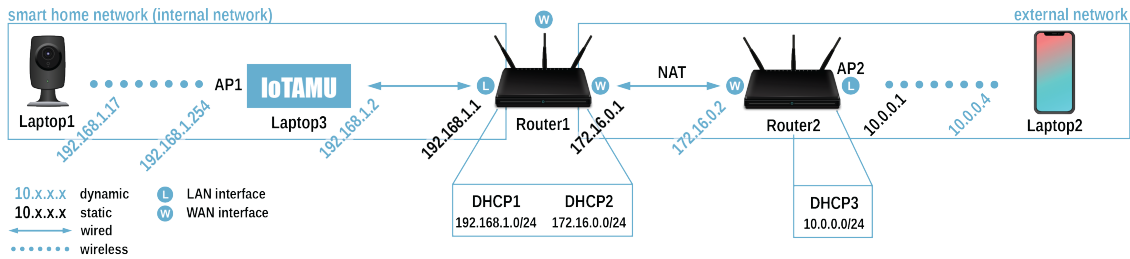 smart home network (internal network)
external network
W
AP1
IoTAMU
L
W
NAT
W
AP2
L
Laptop1
192.168.1.17
192.168.1.254
Laptop3
192.168.1.2
192.168.1.1
Router1
172.16.0.1
172.16.0.2
Router2
10.0.0.1
10.0.0.4
Laptop2
10.x.x.x dynamic
L LAN interface
10.x.x.x static
W WAN interface
wired
wireless
DHCP1
192.168.1.0/24
DHCP2
172.16.0.0/24
DHCP3
10.0.0.0/24